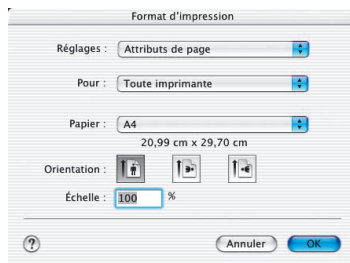 Format d'impression
Réglages : Attributs de page
Pour : Toute imprimante
Papier : A4
20,99 cm x 29,70 cm
Orientation :
Échelle : 100 %
? Annuler OK